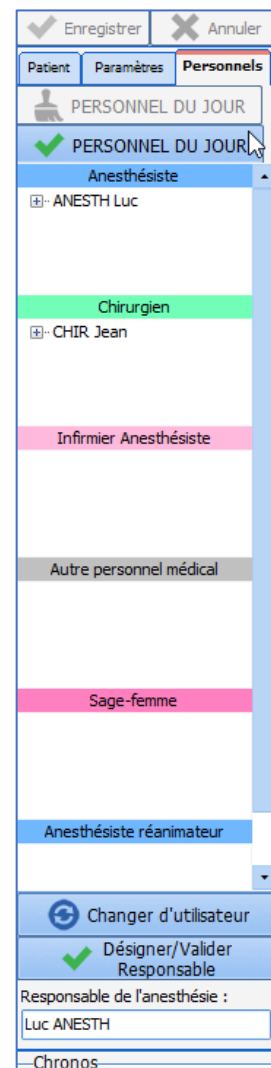 Enregistrer Annuler
Patient Paramètres Personnels
PERSONNEL DU JOUR
PERSONNEL DU JOUR
Anesthésiste
ANESTH Luc
Chirurgien
CHIR Jean
Infirmier Anesthésiste
Autre personnel médical
Sage-femme
Anesthésiste réanimateur
Changer d'utilisateur
Désigner/Valider
Responsable
Responsable de l'anesthésie :
Luc ANESTH
Chronos